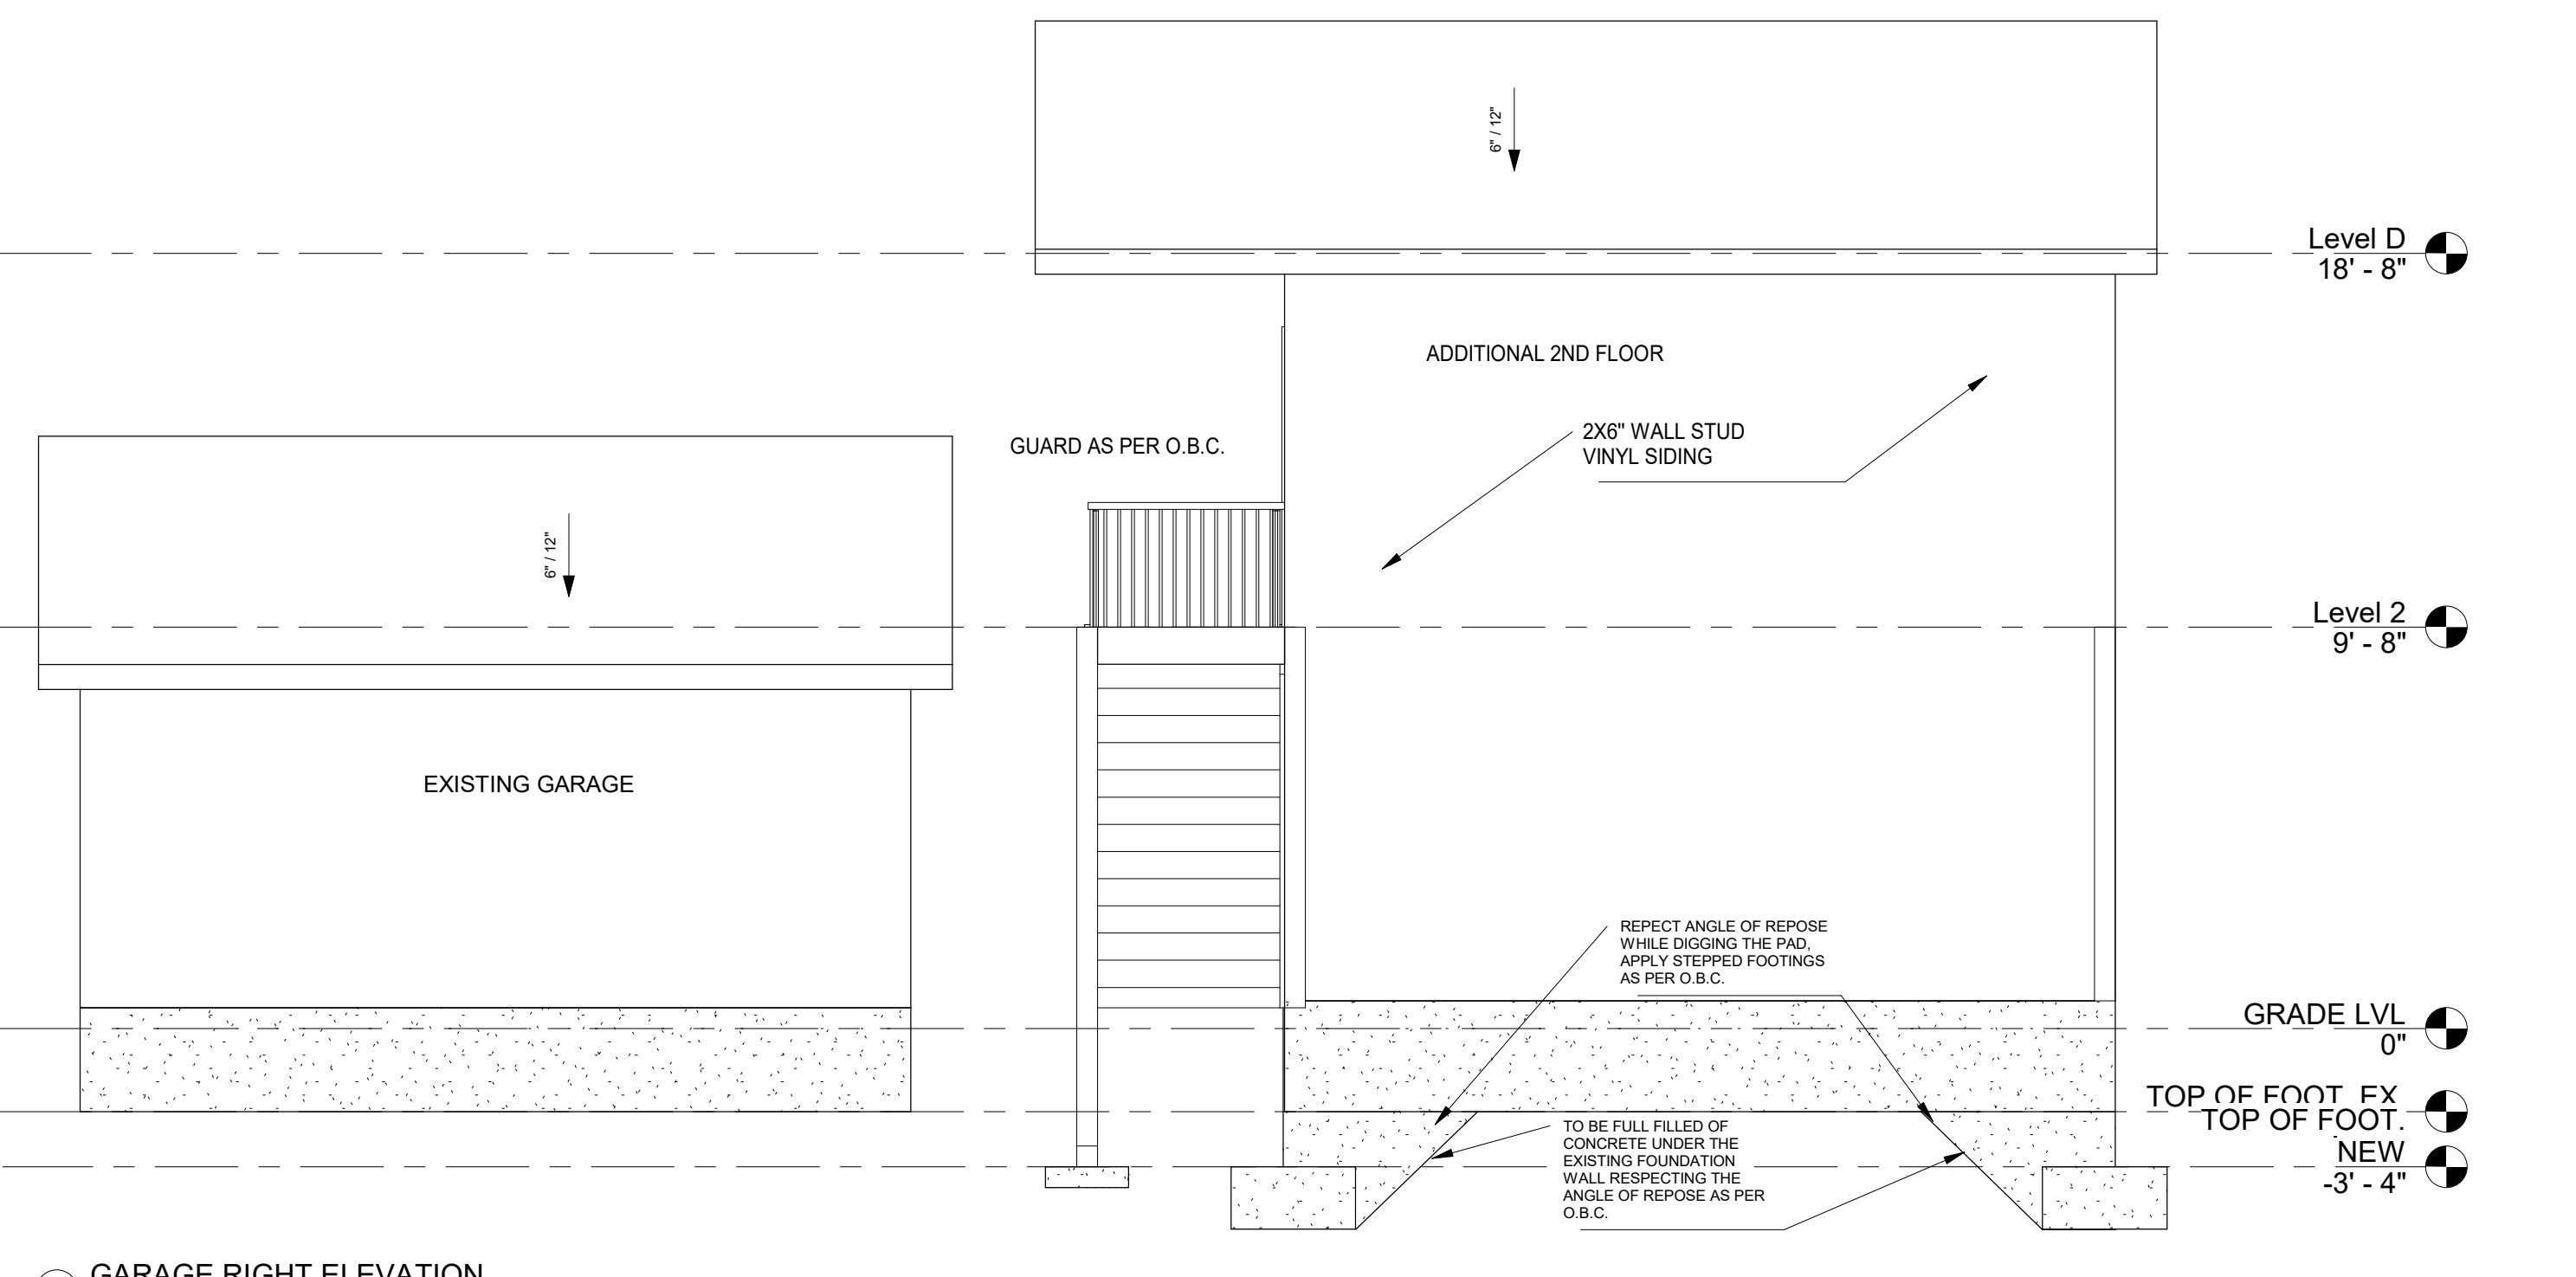 6" / 12"
Level D
18' - 8"
ADDITIONAL 2ND FLOOR
2X6" WALL STUD
VINYL SIDING
GUARD AS PER O.B.C.
6" / 12"
Level 2
9' - 8"
EXISTING GARAGE
REPECT ANGLE OF REPOSE
WHILE DIGGING THE PAD,
APPLY STEPPED FOOTINGS
AS PER O.B.C.
GRADE LVL
0"
TOP OF FOOT. EX
TOP OF FOOT.
NEW
-3' - 4"
TO BE FULL FILLED OF
CONCRETE UNDER THE
EXISTING FOUNDATION
WALL RESPECTING THE
ANGLE OF REPOSE AS PER
O.B.C.
GARAGE RIGHT ELEVATION